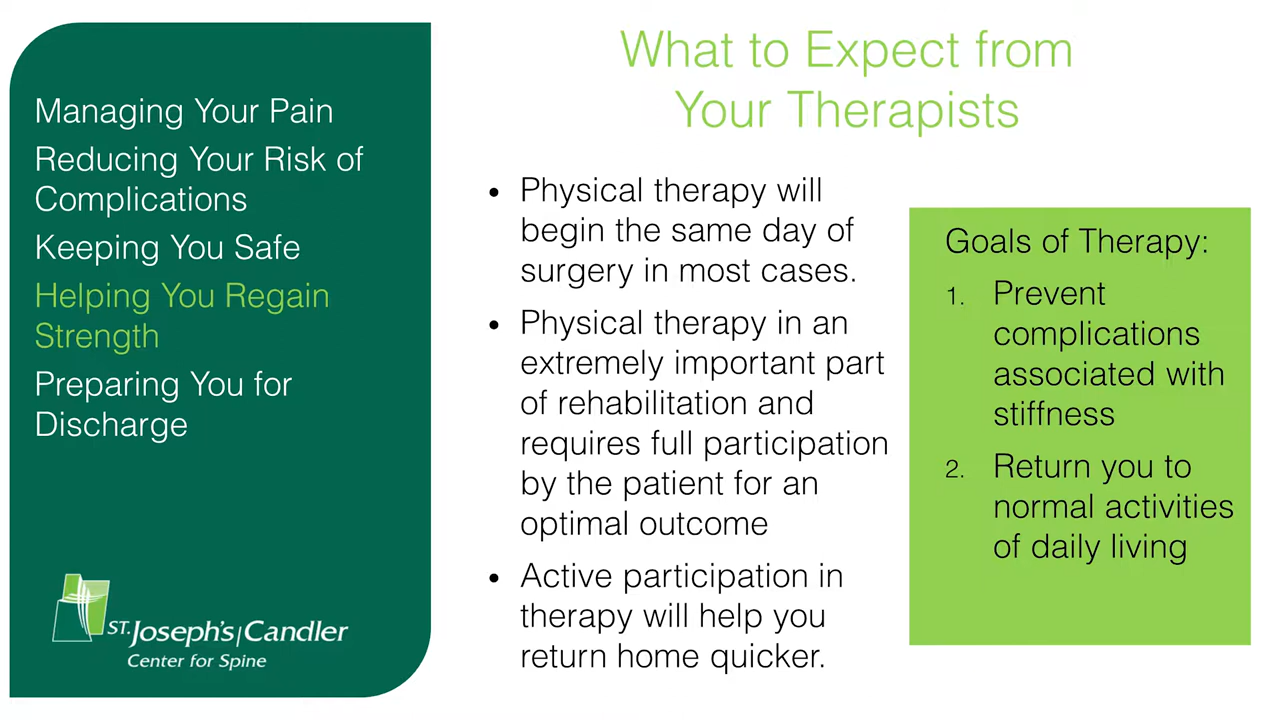 Managing Your Pain
Reducing Your Risk of
Complications
Keeping You Safe
Helping You Regain
Strength
Preparing You for
Discharge
ST. Joseph's/Candler
Center for Spine
What to Expect from
Your Therapists
• Physical therapy will
begin the same day of
surgery in most cases.
• Physical therapy in an
extremely important part
of rehabilitation and
requires full participation
by the patient for an
optimal outcome
• Active participation in
therapy will help you
return home quicker.
Goals of Therapy:
1. Prevent
complications
associated with
stiffness
2. Return you to
normal activities
of daily living